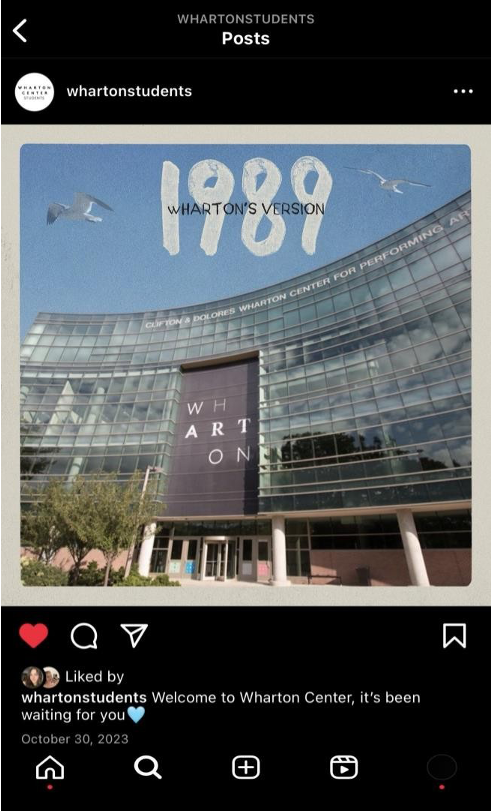 WHARTONSTUDENTS
Posts
WHARTON
CENTER
STUDENTS
whartonstudents
1989
WHARTON'S VERSION
CLIFTON & DOLORES WHARTON CENTER FOR PERFORMING AR
WH
ART
ON
Liked by
whartonstudents Welcome to Wharton Center, it's been
waiting for you🩵
October 30, 2023